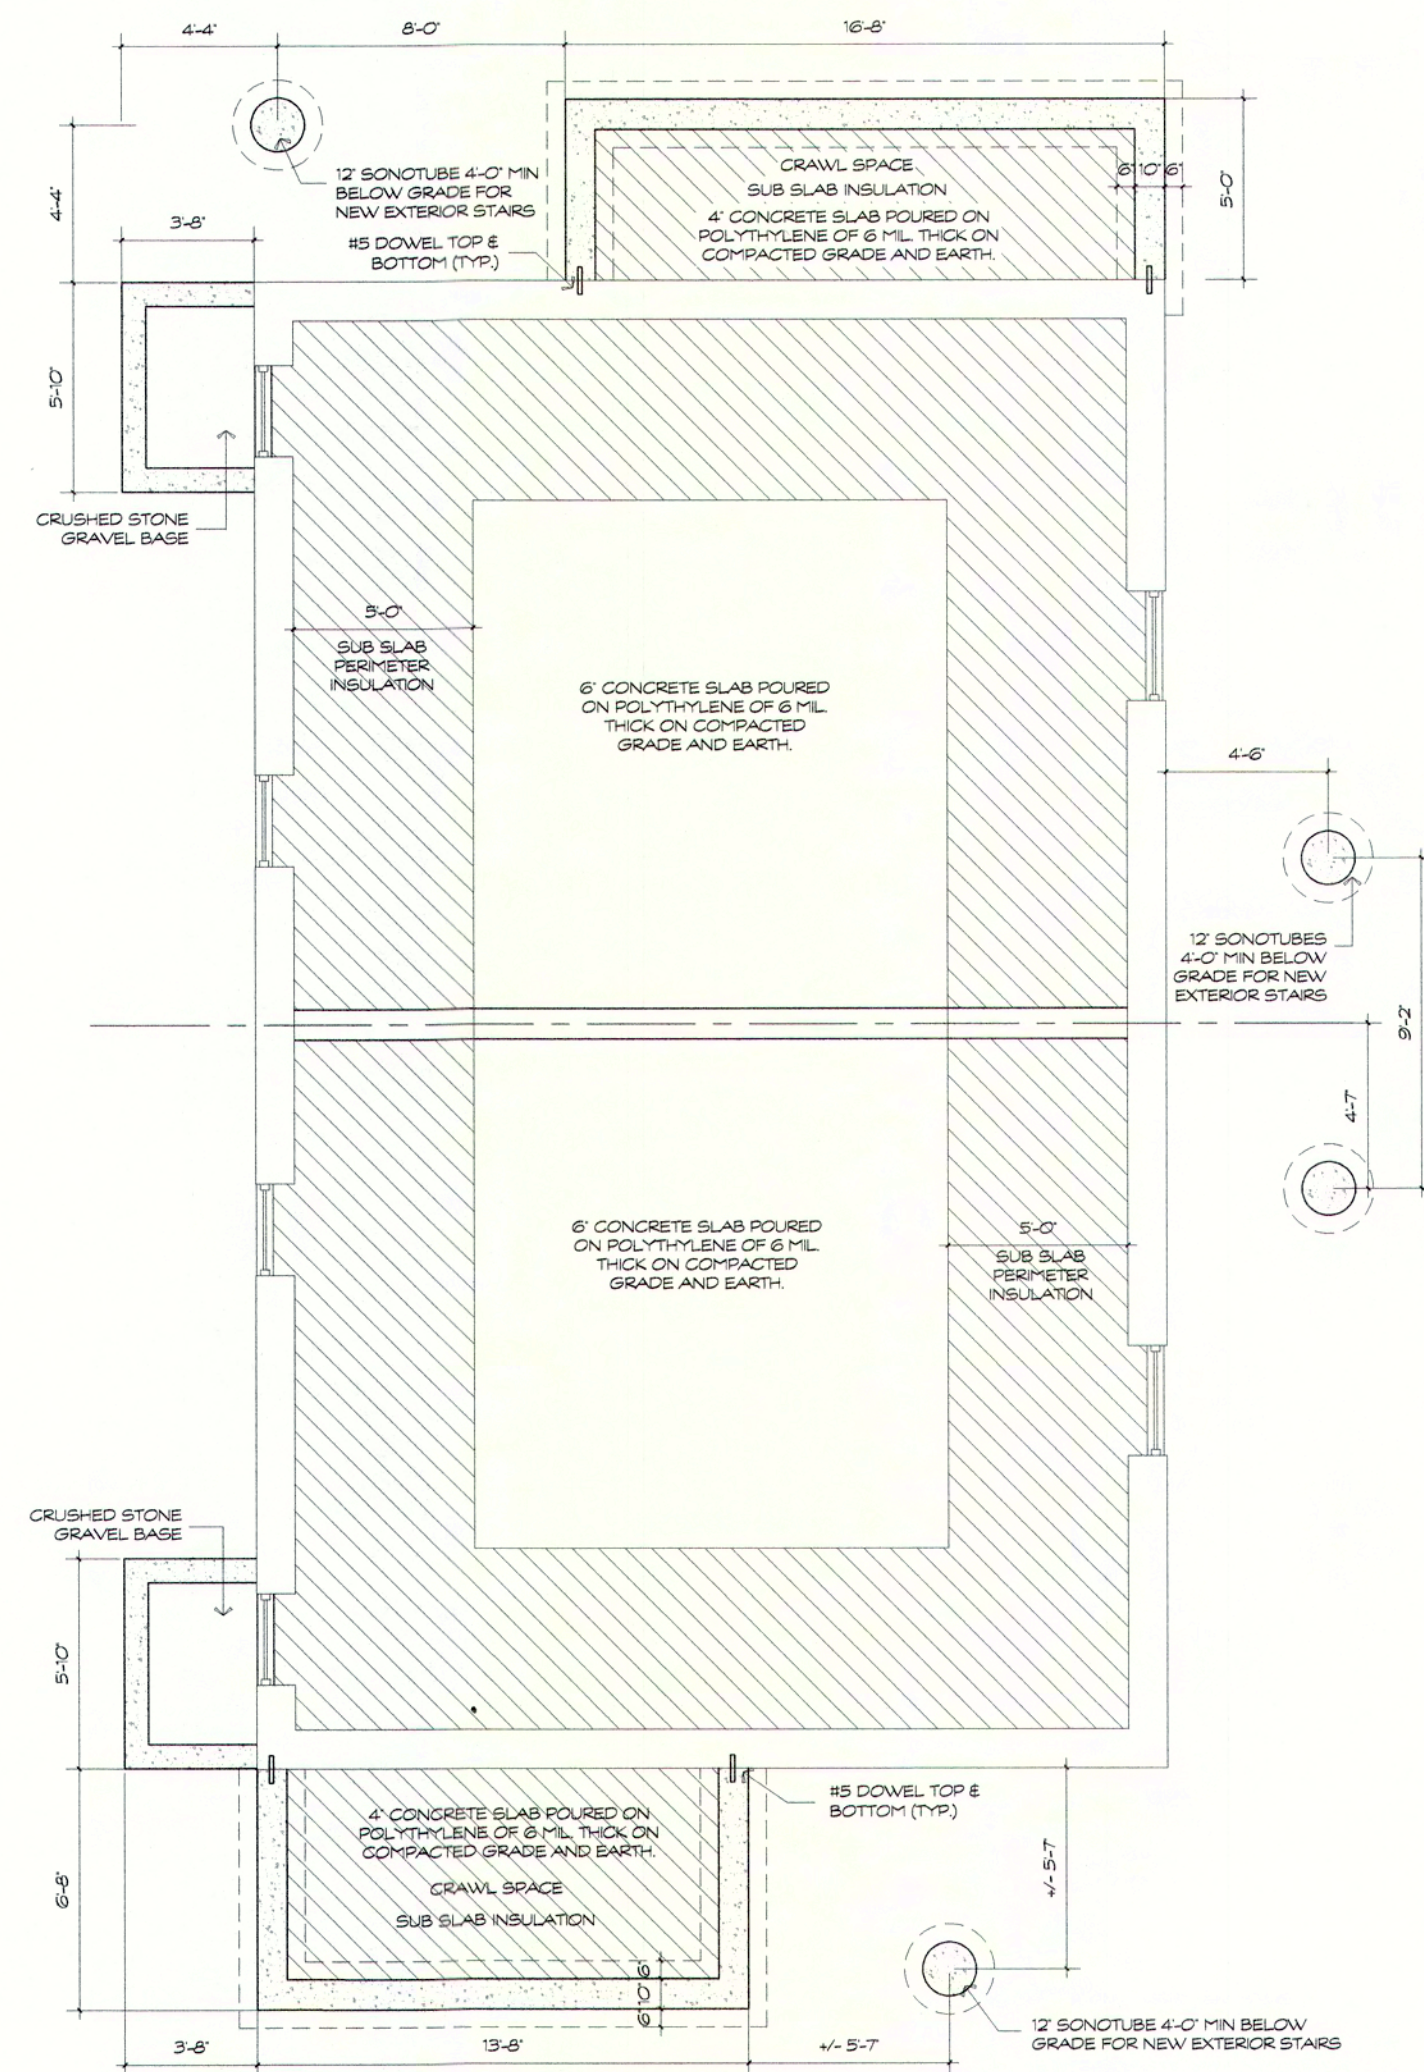 4'-4"
8'-0"
16'-8"
12" SONOTUBE 4'-0" MIN
BELOW GRADE FOR
NEW EXTERIOR STAIRS
CRAWL SPACE
SUB SLAB INSULATION
4" CONCRETE SLAB POURED ON
POLYTHYLENE OF 6 MIL. THICK ON
COMPACTED GRADE AND EARTH.
6" 10" 6"
5'-0"
4'-4"
3'-8"
#5 DOWEL TOP &
BOTTOM (TYP.)
5'-10"
CRUSHED STONE
GRAVEL BASE
5'-0"
SUB SLAB
PERIMETER
INSULATION
6" CONCRETE SLAB POURED
ON POLYTHYLENE OF 6 MIL.
THICK ON COMPACTED
GRADE AND EARTH.
4'-6"
12" SONOTUBES
4'-0" MIN BELOW
GRADE FOR NEW
EXTERIOR STAIRS
9'-2"
4'-7"
6" CONCRETE SLAB POURED
ON POLYTHYLENE OF 6 MIL.
THICK ON COMPACTED
GRADE AND EARTH.
5'-0"
SUB SLAB
PERIMETER
INSULATION
CRUSHED STONE
GRAVEL BASE
5'-10"
6'-8"
4" CONCRETE SLAB POURED ON
POLYTHYLENE OF 6 MIL. THICK ON
COMPACTED GRADE AND EARTH.
CRAWL SPACE
SUB SLAB INSULATION
#5 DOWEL TOP &
BOTTOM (TYP.)
+/- 5'-7
6" 10" 6"
12" SONOTUBE 4'-0" MIN BELOW
GRADE FOR NEW EXTERIOR STAIRS
3'-8"
13'-8"
+/- 5'-7"